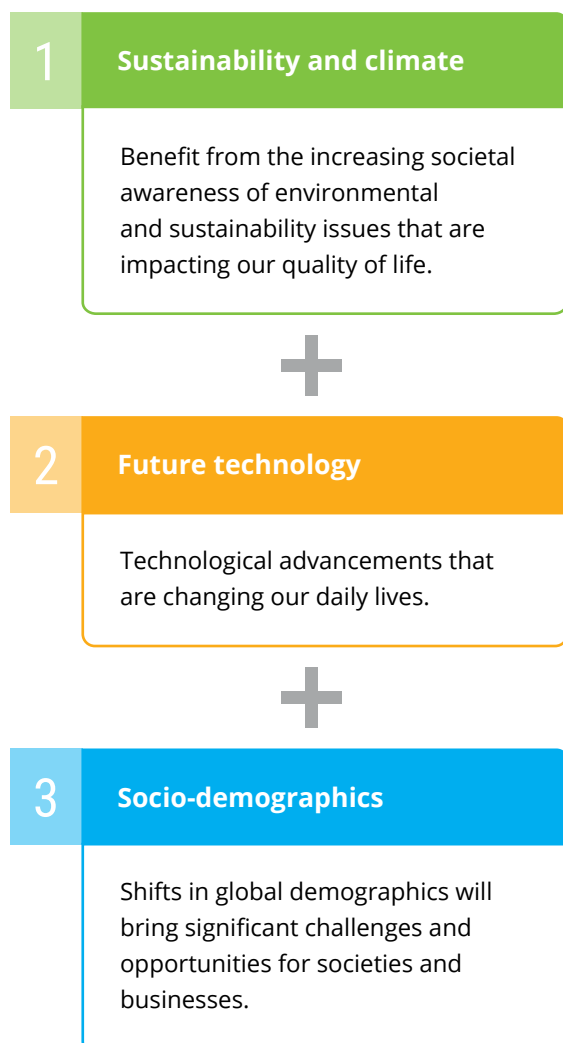 1
Sustainability and climate
Benefit from the increasing societal
awareness of environmental
and sustainability issues that are
impacting our quality of life.
+
2
Future technology
Technological advancements that
are changing our daily lives.
+
3
Socio-demographics
Shifts in global demographics will
bring significant challenges and
opportunities for societies and
businesses.